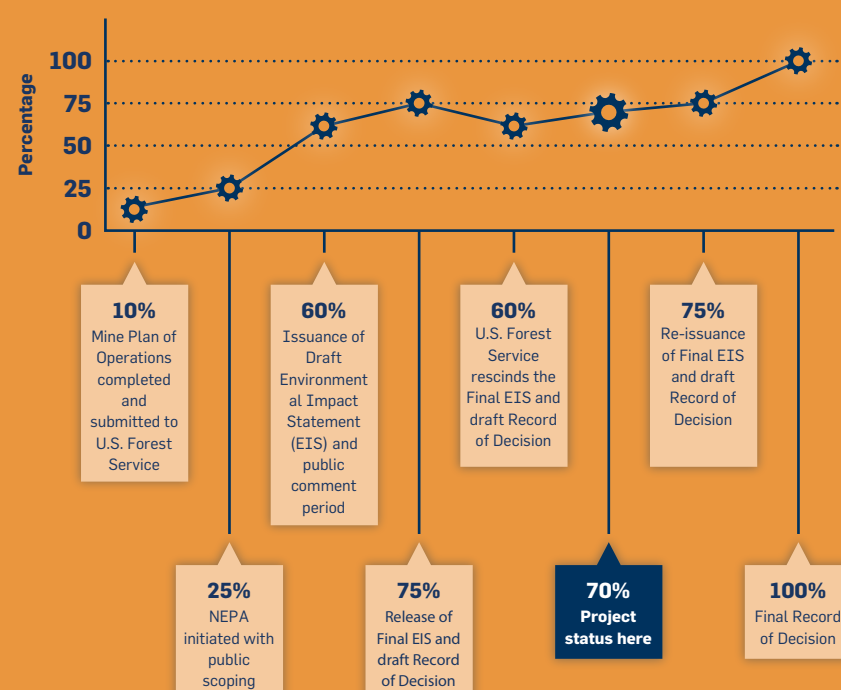 Percentage
100
75
50
25
0
10%
Mine Plan of
Operations
completed
and
submitted to
U.S. Forest
Service
25%
NEPA
initiated with
public
scoping
60%
Issuance of
Draft
Environment
al Impact
Statement
(EIS) and
public
comment
period
75%
Release of
Final EIS and
draft Record
of Decision
60%
U.S. Forest
Service
rescinds the
Final EIS and
draft Record
of Decision
70%
Project
status here
75%
Re-issuance
of Final EIS
and draft
Record of
Decision
100%
Final Record
of Decision